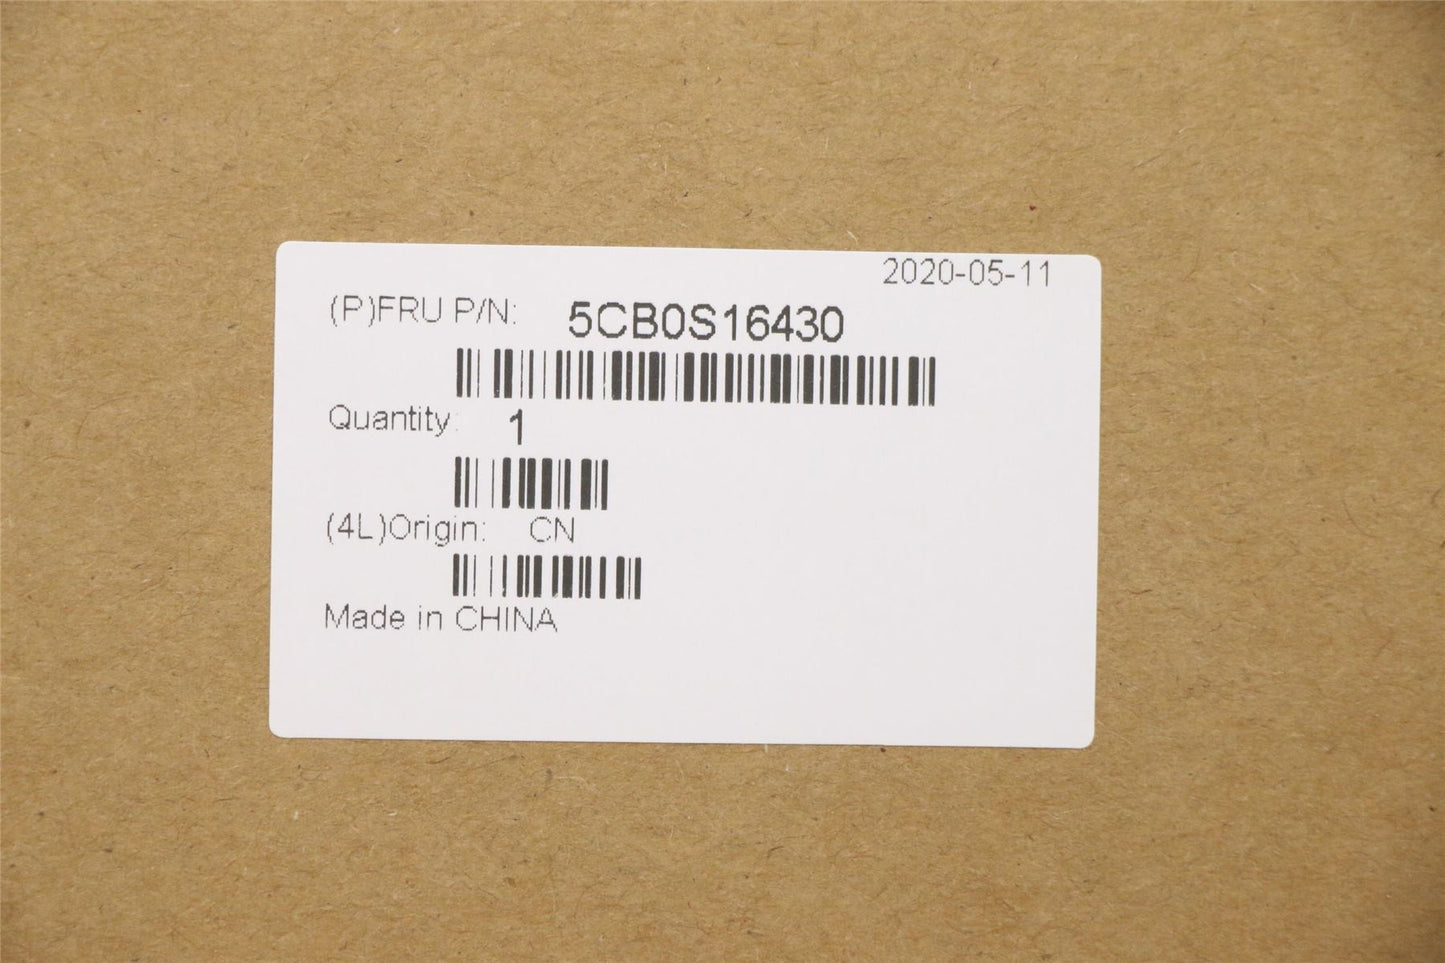 2020-05-11
(P)FRU P/N: 5CB0S16430
Quantity: 1
(4L)Origin: CN
Made in CHINA